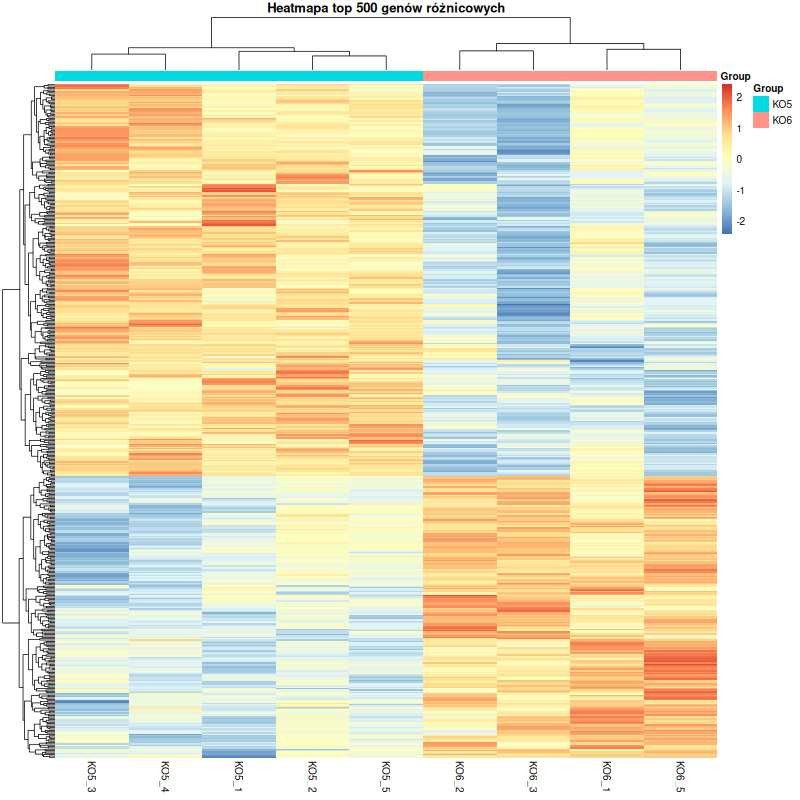 Heatmapa top 500 genów różnicowych
Group
Group
2
1
0
-1
-2
KO5
KO6
KO5_3
KO5_4
KO5_1
KO5_2
KO5_5
KO6_2
KO6_3
KO6_1
KO6_5